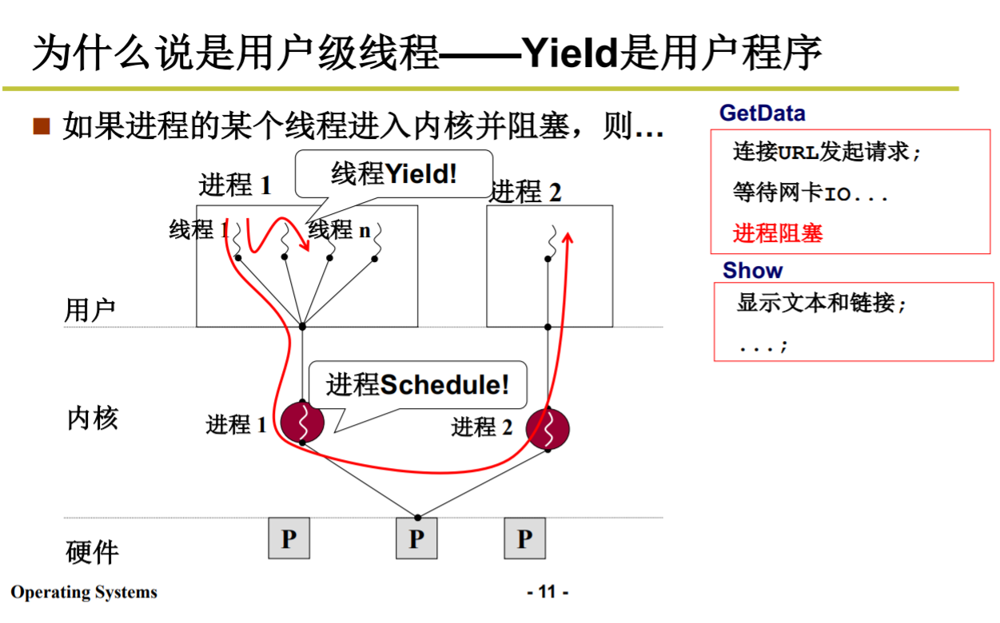 为什么说是用户级线程——Yield是用户程序
如果进程的某个线程进入内核并阻塞，则...
进程 1
线程Yield!
进程 2
线程 1
线程 n
用户
进程Schedule!
内核
进程 1
进程 2
硬件
P
P
P
GetData
连接URL发起请求;
等待网卡IO...
进程阻塞
Show
显示文本和链接;
...;
Operating Systems
- 11 -